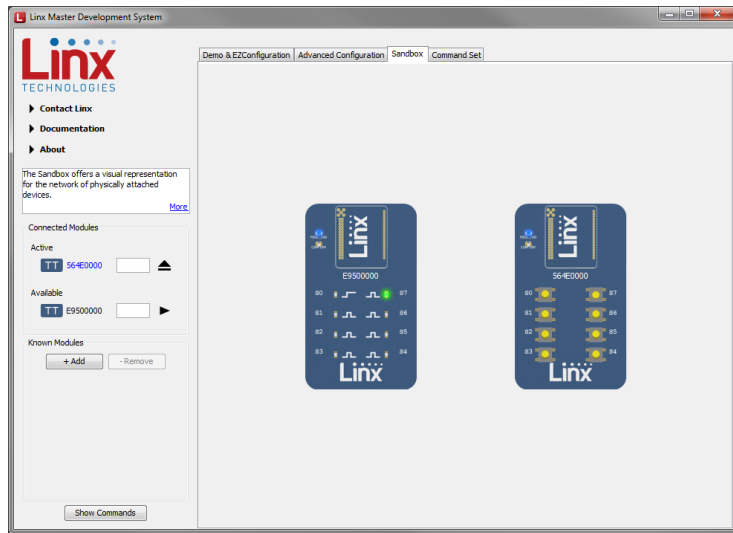 Linx Master Development System
Linx
TECHNOLOGIES
Contact Linx
Documentation
About
The Sandbox offers a visual representation
for the network of physically attached
devices.
More
Connected Modules
Active
TT 564E0000
Available
TT E9500000
Known Modules
+ Add - Remove
Show Commands
Demo & EZConfiguration Advanced Configuration Sandbox Command Set
Linx
E9500000
S0 S7
S1 S6
S2 S5
S3 S4
Linx
Linx
564E0000
S0 S7
S1 S6
S2 S5
S3 S4
Linx